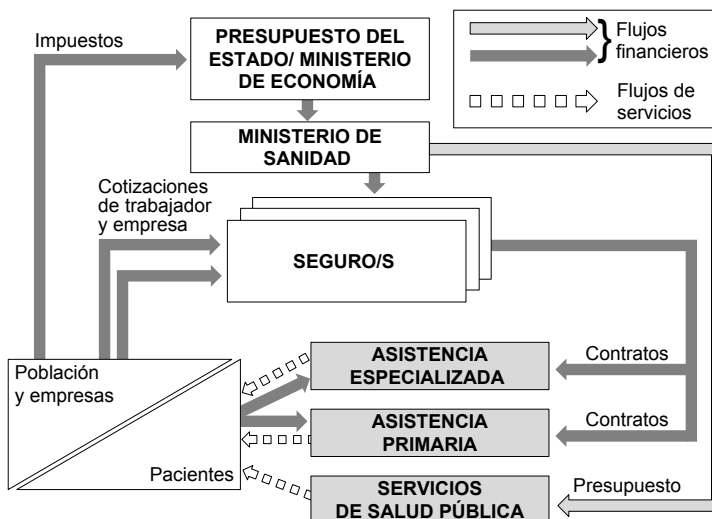 Impuestos
PRESUPUESTO DEL
ESTADO/ MINISTERIO
DE ECONOMÍA
Flujos
financieros
Flujos de
servicios
MINISTERIO DE
SANIDAD
Cotizaciones
de trabajador
y empresa
SEGURO/S
Población
y empresas
Pacientes
ASISTENCIA
ESPECIALIZADA
Contratos
ASISTENCIA
PRIMARIA
Contratos
SERVICIOS
DE SALUD PÚBLICA
Presupuesto